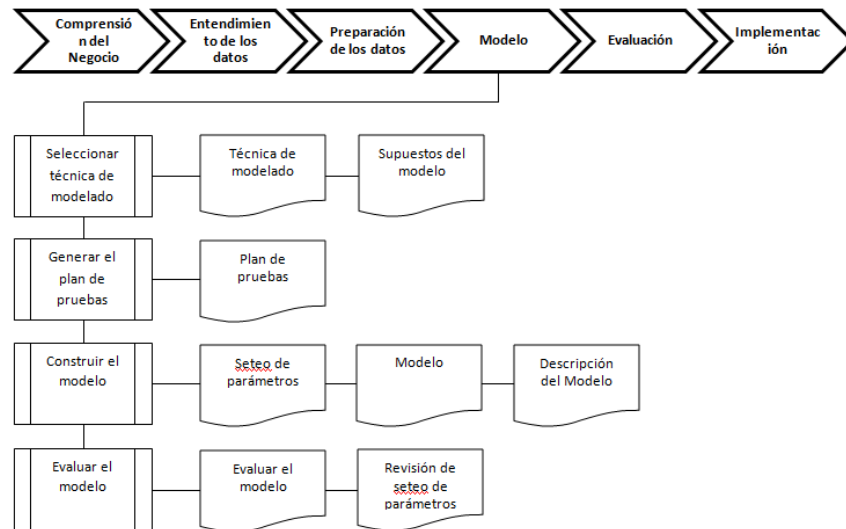 Comprensió
n del
Negocio
Entendimien
to de los
datos
Preparación
de los datos
Modelo
Evaluación
Implementac
ión
Seleccionar
técnica de
modelado
Técnica de
modelado
Supuestos del
modelo
Generar el
plan de
pruebas
Plan de
pruebas
Construir el
modelo
Seteo de
parámetros
Modelo
Descripción
del Modelo
Evaluar el
modelo
Evaluar el
modelo
Revisión de
seteo de
parámetros